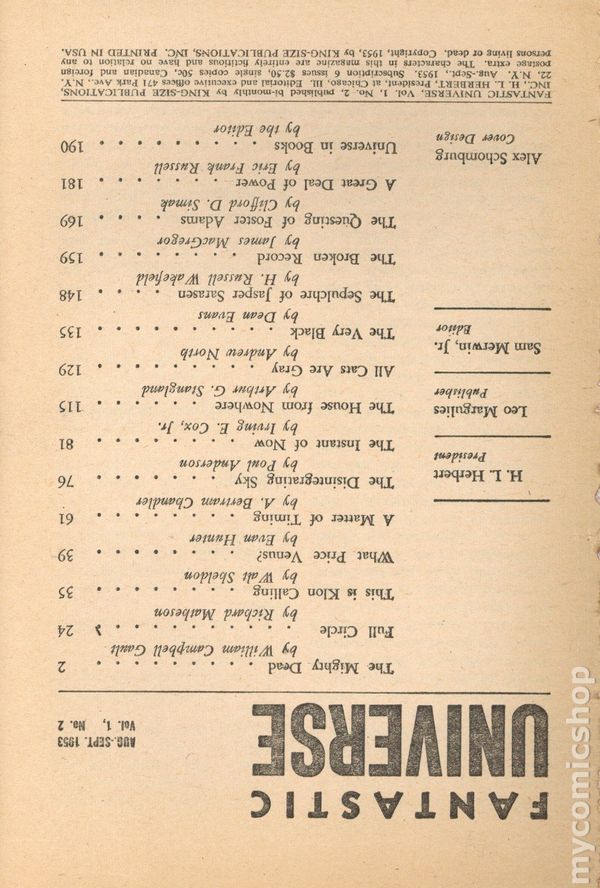 FANTASTIC
UNIVERSE
AUG.-SEPT. 1953
Vol. 1, No. 2
The Mighty Dead . . . . . . . . . 2
by William Campbell Gault
Full Circle . . . . . . . . . . . 24
by Richard Matheson
This is Klon Calling . . . . . . . 35
by Walt Sheldon
What Price Venus? . . . . . . . . 39
by Evan Hunter
A Matter of Timing . . . . . . . 61
by A. Bertram Chandler
The Disintegrating Sky . . . . . . 76
by Poul Anderson
The Instant of Now . . . . . . . 81
by Irving E. Cox, Jr.
The House from Nowhere . . . . . 115
by Arthur G. Stangland
All Cats Are Gray . . . . . . . . 129
by Andrew North
The Very Black . . . . . . . . . 135
by Dean Evans
The Sepulchre of Jasper Sarasen . . . . 148
by H. Russell Wakefield
The Broken Record . . . . . . . 159
by James MacGregor
The Questing of Foster Adams . . . . 169
by Clifford D. Simak
A Great Deal of Power . . . . . . 181
by Eric Frank Russell
Universe in Books . . . . . . . . 190
by the Editor
H. L. Herbert
President
Leo Margulies
Publisher
Sam Merwin, Jr.
Editor
Alex Schomburg
Cover Design
FANTASTIC UNIVERSE, Vol. 1, No. 2, published bi-monthly by KING-SIZE PUBLICATIONS,
INC., H. L. HERBERT, President, at Chicago, Ill. Editorial and executive offices 471 Park Ave., N.Y.
22, N.Y. Aug.-Sept., 1953. Subscription 6 issues $2.50, single copies 50c, Canadian and foreign
postage extra. The characters in this magazine are entirely fictitious and have no relation to any
persons living or dead. Copyright, 1953, by KING-SIZE PUBLICATIONS, INC. PRINTED IN USA.
mycomicshop